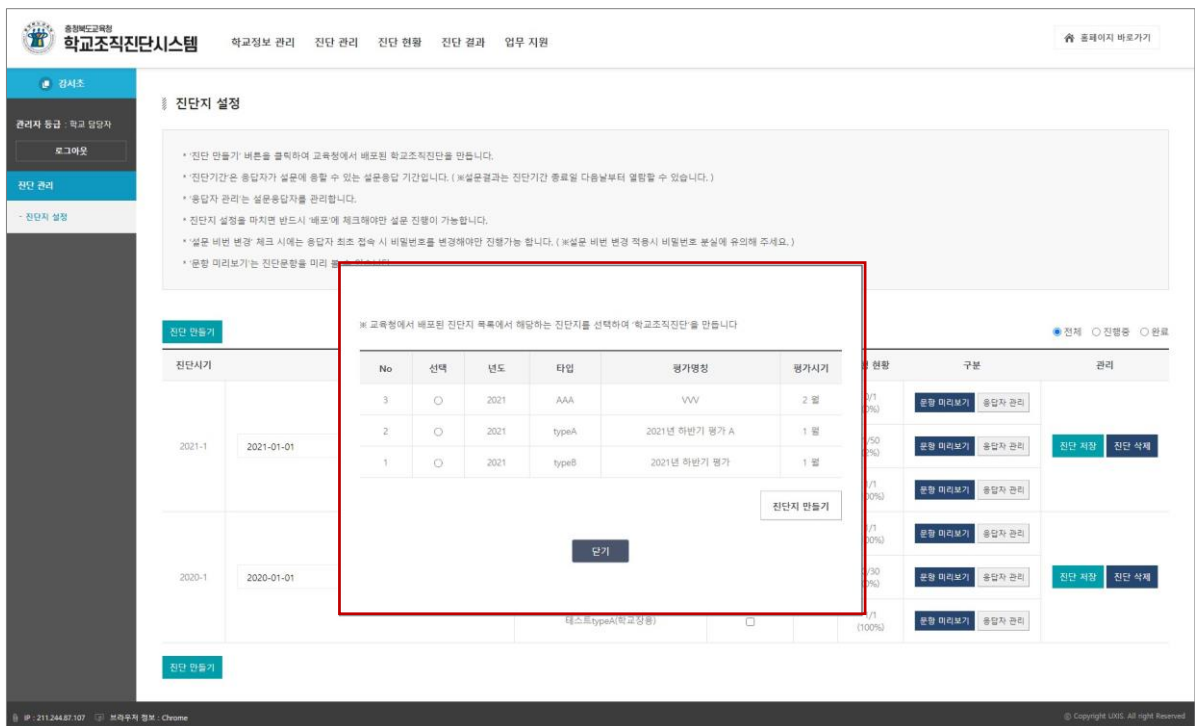 충청북도교육청
학교조직진단시스템
학교정보 관리 진단 관리 진단 현황 진단 결과 업무 지원
홈페이지 바로가기
강서초
관리자 등급 : 학교 담당자
로그아웃
진단 관리
- 진단지 설정
진단지 설정
* '진단 만들기' 버튼을 클릭하여 교육청에서 배포된 학교조직진단을 만듭니다.
* '진단기간'은 응답자가 설문에 응할 수 있는 설문응답 기간입니다. ( ※설문결과는 진단기간 종료일 다음날부터 열람할 수 있습니다. )
* '응답자 관리'는 설문응답자를 관리합니다.
* 진단지 설정을 마치면 반드시 '배포'에 체크해야만 설문 진행이 가능합니다.
* '설문 비번 변경' 체크 시에는 응답자 최초 접속 시 비밀번호를 변경해야만 진행가능 합니다. ( ※설문 비번 변경 적용시 비밀번호 분실에 유의해 주세요. )
* '문항 미리보기'는 진단문항을 미리
진단 만들기
전체 진행중 완료
진단시기 현황 구분 관리
※ 교육청에서 배포된 진단지 목록에서 해당하는 진단지를 선택하여 '학교조직진단'을 만듭니다
No 선택 년도 타입 평가명칭 평가시기
3 2021 AAA VVV 2 월
2 2021 typeA 2021년 하반기 평가 A 1 월
1 2021 typeB 2021년 하반기 평가 1 월
진단지 만들기
닫기
문항 미리보기 응답자 관리
2021-1 2021-01-01 /50 문항 미리보기 응답자 관리 진단 저장 진단 삭제
문항 미리보기 응답자 관리
문항 미리보기 응답자 관리
2020-1 2020-01-01 /30 문항 미리보기 응답자 관리 진단 저장 진단 삭제
테스트typeA(학교장용) /1 (100%) 문항 미리보기 응답자 관리
진단 만들기
IP : 211.244.87.107 브라우저 정보 : Chrome
ⓒ Copyright UXIS. All right Reserved